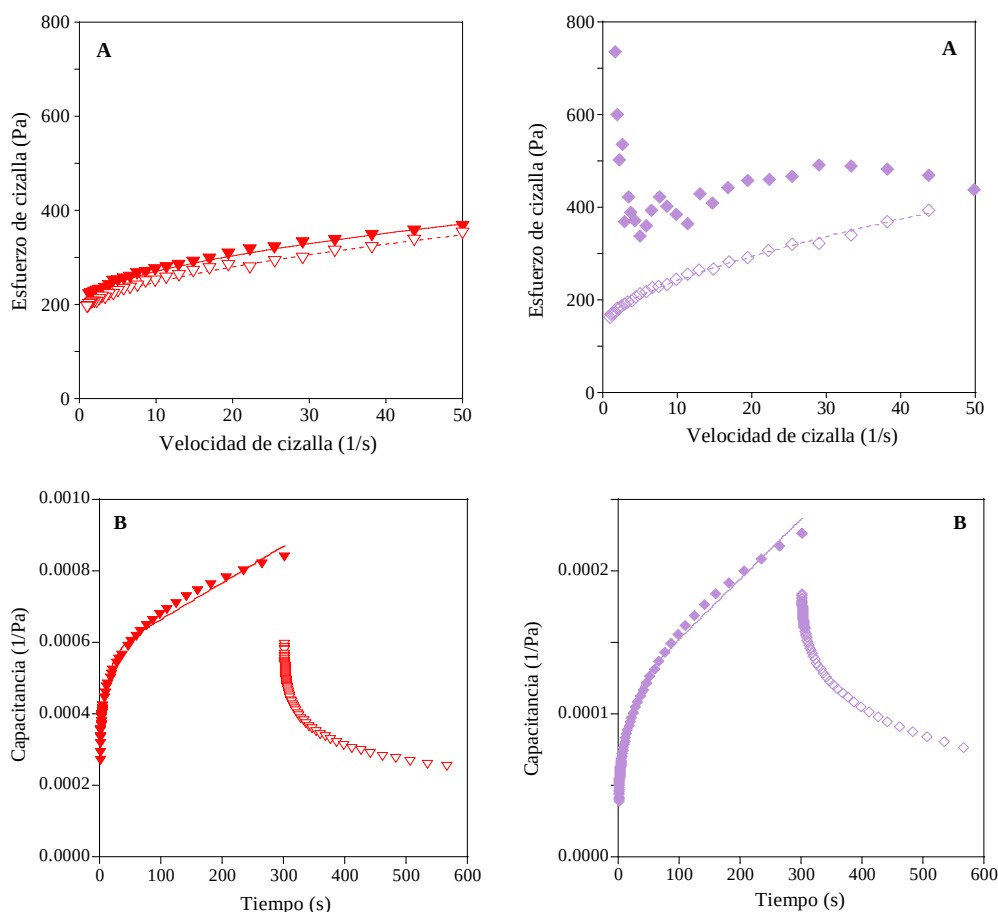 800
A
600
Esfuerzo de cizalla (Pa)
400
200
0
0 10 20 30 40 50
Velocidad de cizalla (1/s)
800
A
600
Esfuerzo de cizalla (Pa)
400
200
0
0 10 20 30 40 50
Velocidad de cizalla (1/s)
0.0010
B
0.0008
Capacitancia (1/Pa)
0.0006
0.0004
0.0002
0.0000
0 100 200 300 400 500 600
Tiempo (s)
B
0.0002
Capacitancia (1/Pa)
0.0001
0.0000
0 100 200 300 400 500 600
Tiempo (s)